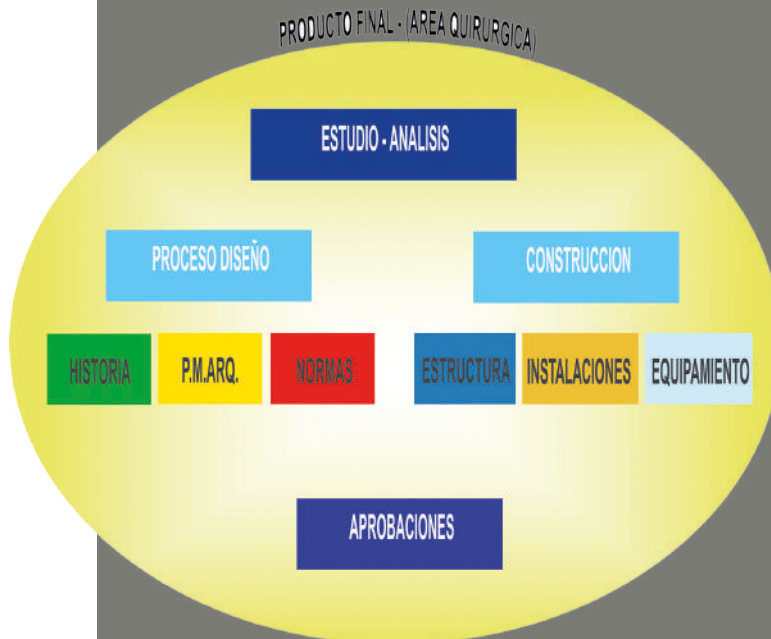 PRODUCTO FINAL - (AREA QUIRURGICA)
ESTUDIO - ANALISIS
PROCESO DISEÑO
CONSTRUCCION
HISTORIA
P.M.ARQ.
NORMAS
ESTRUCTURA
INSTALACIONES
EQUIPAMIENTO
APROBACIONES